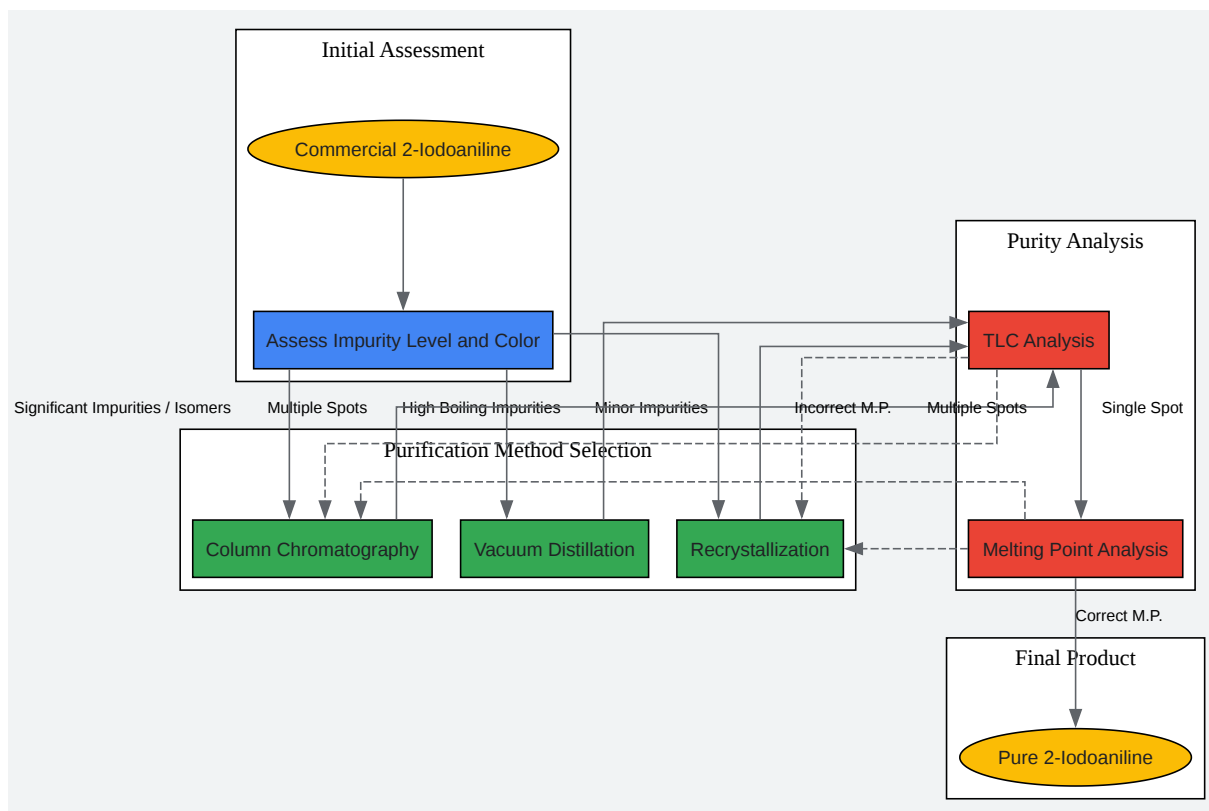 Initial Assessment
Commercial 2-Iodoaniline
Purity Analysis
Assess Impurity Level and Color
TLC Analysis
Significant Impurities / Isomers
Multiple Spots
High Boiling Impurities
Minor Impurities
Incorrect M.P.
Multiple Spots
Single Spot
Purification Method Selection
Column Chromatography
Vacuum Distillation
Recrystallization
Melting Point Analysis
Correct M.P.
Final Product
Pure 2-Iodoaniline